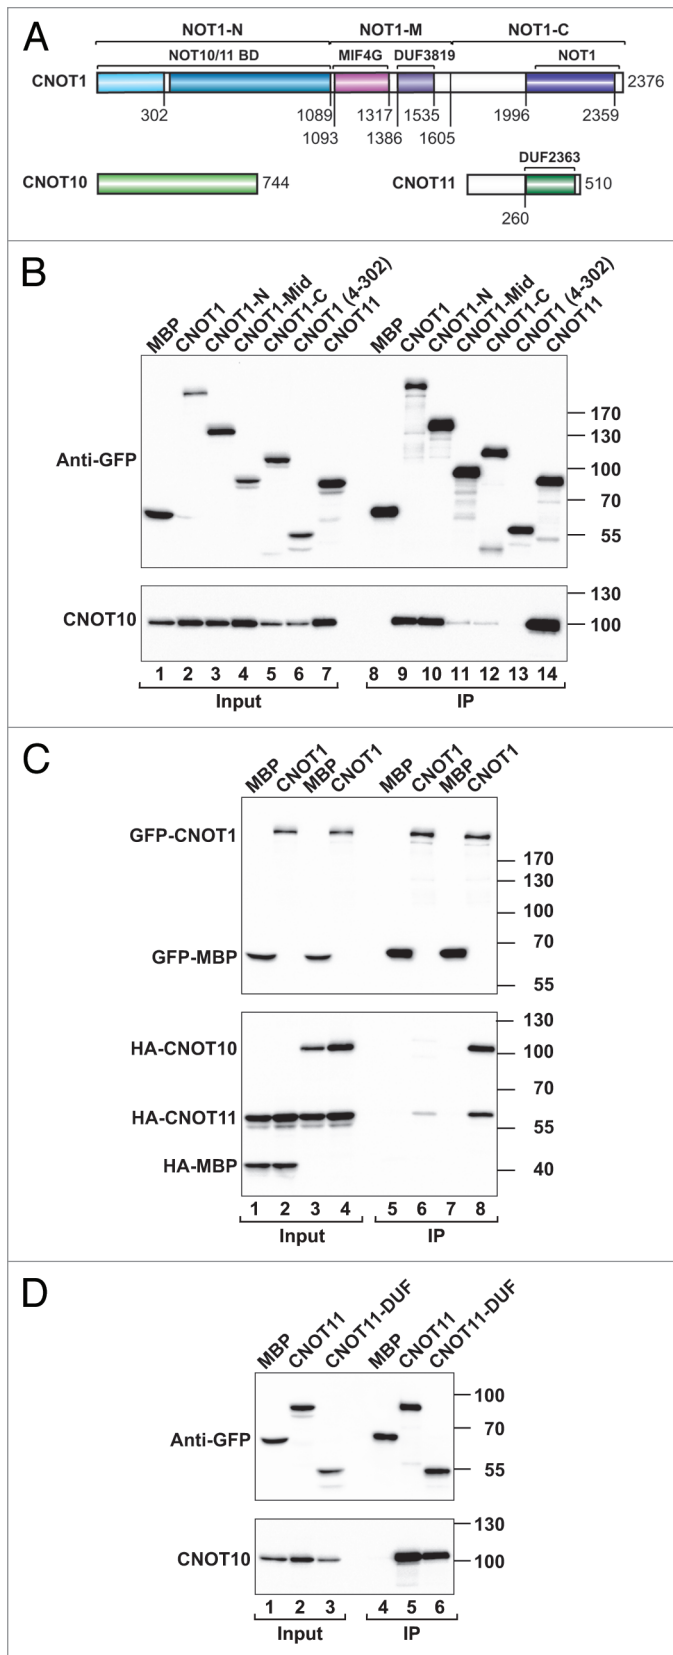 A
NOT1-N NOT1-M NOT1-C
NOT10/11 BD MIF4G DUF3819 NOT1
CNOT1 2376
302 1089 1317 1535 1996 2359
1093 1386 1605
DUF2363
CNOT10 744 CNOT11 510
260
B
MBP CNOT1 CNOT1-N CNOT1-Mid CNOT1-C CNOT1 (4-302) CNOT11 MBP CNOT1 CNOT1-N CNOT1-Mid CNOT1-C CNOT1 (4-302) CNOT11
170
130
Anti-GFP 100
70
55
130
CNOT10 100
1 2 3 4 5 6 7 8 9 10 11 12 13 14
Input IP
C
MBP CNOT1 MBP CNOT1 MBP CNOT1 MBP CNOT1
GFP-CNOT1
170
130
100
70
GFP-MBP
55
130
HA-CNOT10 100
70
HA-CNOT11
55
HA-MBP 40
1 2 3 4 5 6 7 8
Input IP
D
MBP CNOT11 CNOT11-DUF MBP CNOT11 CNOT11-DUF
100
70
Anti-GFP
55
130
CNOT10 100
1 2 3 4 5 6
Input IP